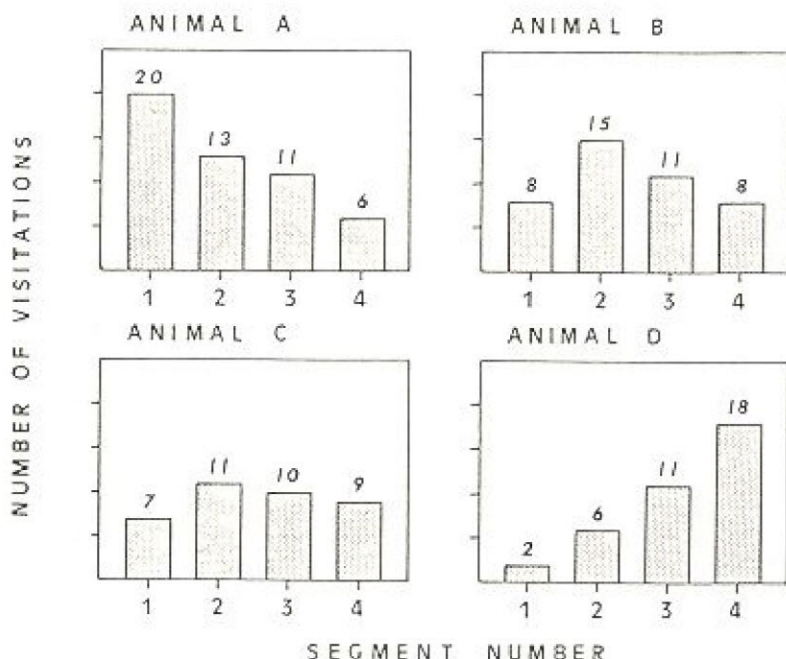 ANIMAL A
20
13
11
6
1 2 3 4
ANIMAL B
8
15
11
8
1 2 3 4
NUMBER OF VISITATIONS
ANIMAL C
7
11
10
9
1 2 3 4
ANIMAL D
2
6
11
18
1 2 3 4
SEGMENT NUMBER